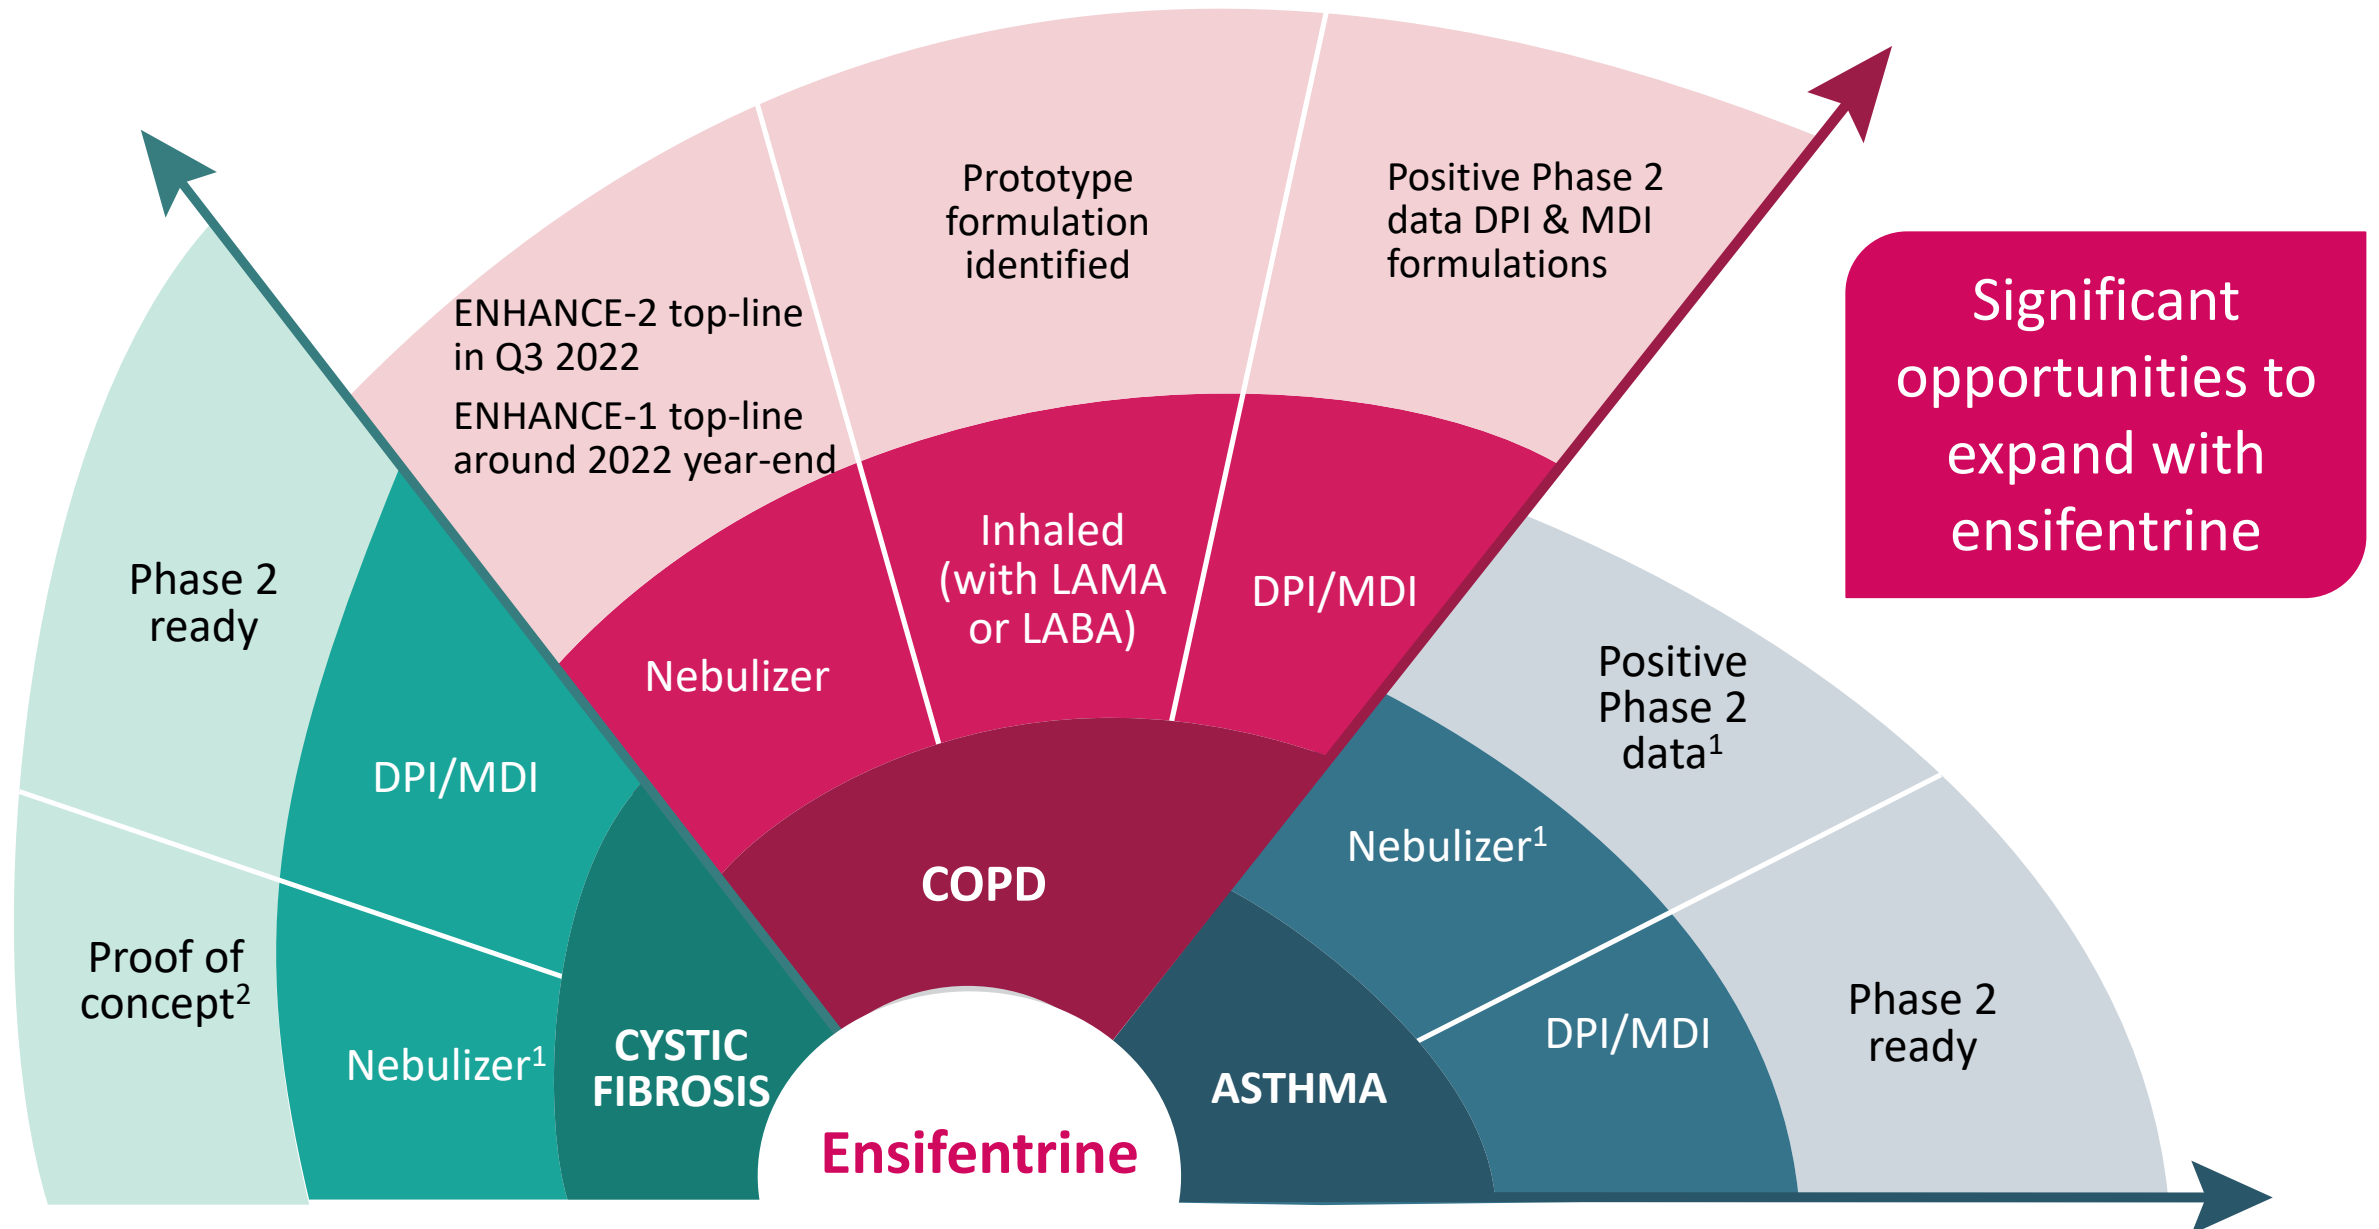 Prototype
formulation
identified
Positive Phase 2
data DPI & MDI
formulations
ENHANCE-2 top-line
in Q3 2022
ENHANCE-1 top-line
around 2022 year-end
Significant
opportunities to
expand with
ensifentrine
Phase 2
ready
Inhaled
(with LAMA
or LABA)
DPI/MDI
Nebulizer
Positive
Phase 2
data¹
DPI/MDI
Nebulizer¹
COPD
Proof of
concept²
Nebulizer¹
CYSTIC
FIBROSIS
Phase 2
ready
DPI/MDI
ASTHMA
Ensifentrine